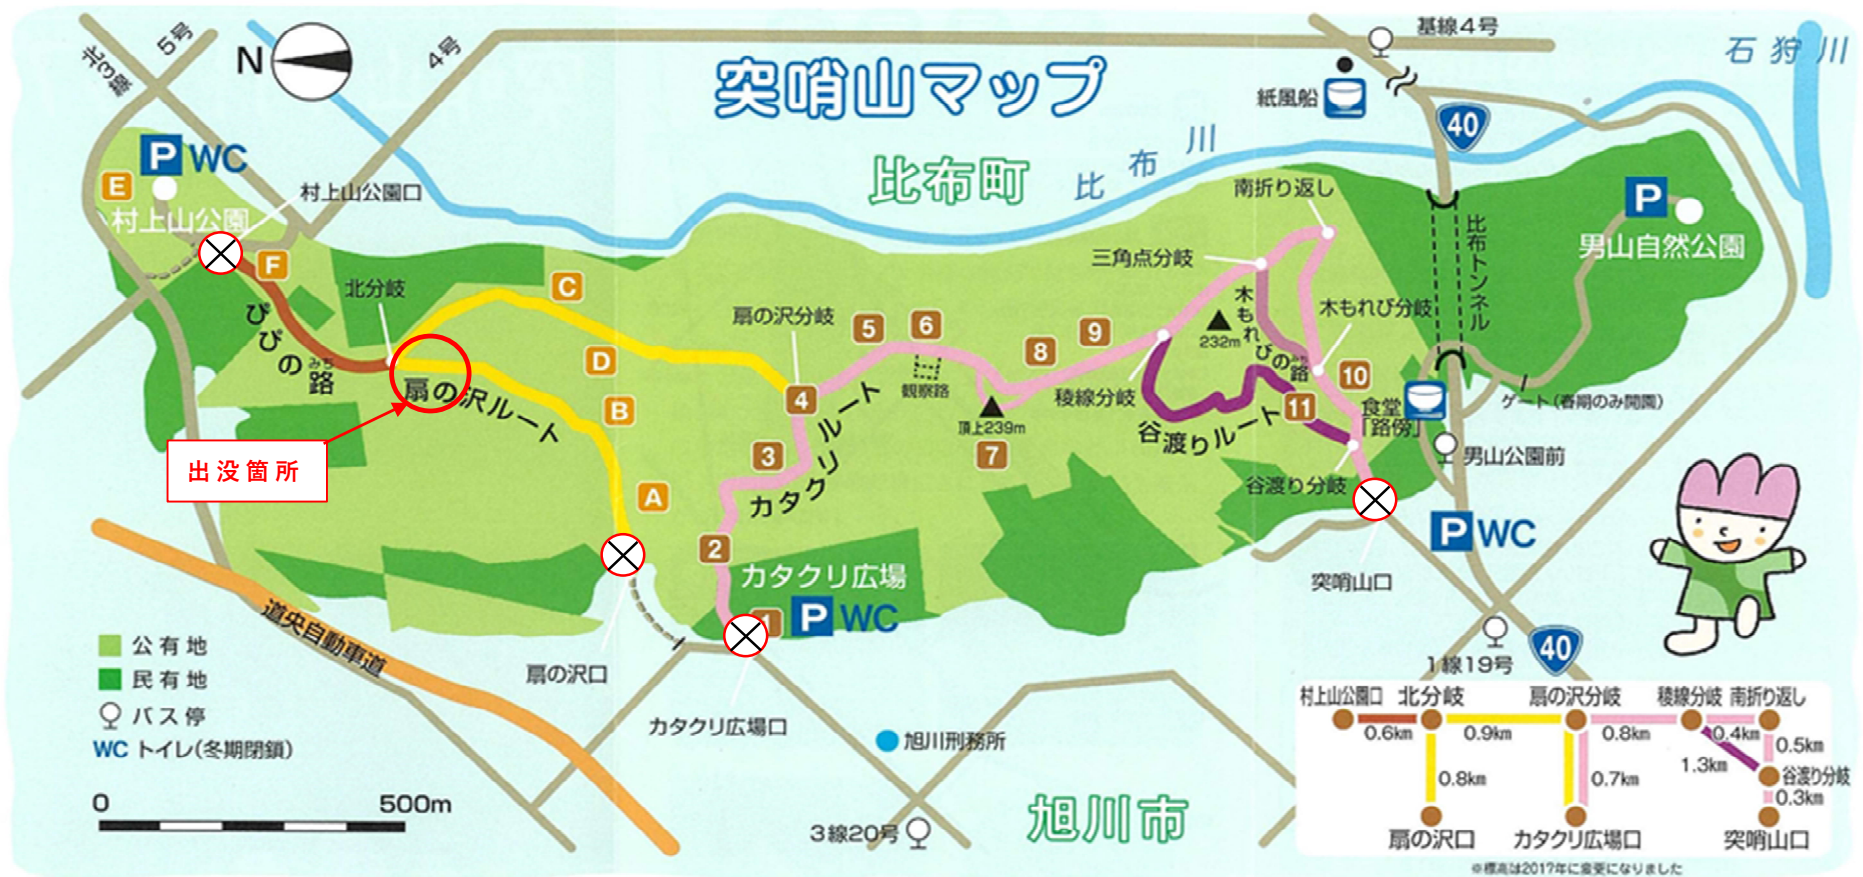 突哨山マップ
北3線
5号
4号
N
基線4号
石狩川
紙風船
40
比布町
比布川
P WC
E
村上山公園
村上山公園口
F
北分岐
ぴぴの路
みち
C
D
扇の沢ルート
B
A
出没箇所
扇の沢分岐
5
6
観察路
8
9
4
3
カタクリルート
頂上239m
7
2
カタクリ広場
1
P WC
南折り返し
三角点分岐
木もれびの路
みち
232m
木もれび分岐
稜線分岐
谷渡りルート
10
11
食堂
「路傍」
谷渡り分岐
比布トンネル
P
男山自然公園
ゲート(春期のみ開園)
男山公園前
P WC
突哨山口
1線19号
40
道央自動車道
扇の沢口
カタクリ広場口
旭川刑務所
3線20号
旭川市
公有地
民有地
バス停
WC トイレ(冬期閉鎖)
0 500m
村上山公園口 北分岐 扇の沢分岐 稜線分岐 南折り返し
0.6km 0.9km 0.8km 0.4km
0.5km
0.8km 0.7km 1.3km 谷渡り分岐
0.3km
扇の沢口 カタクリ広場口 突哨山口
※標高は2017年に変更になりました